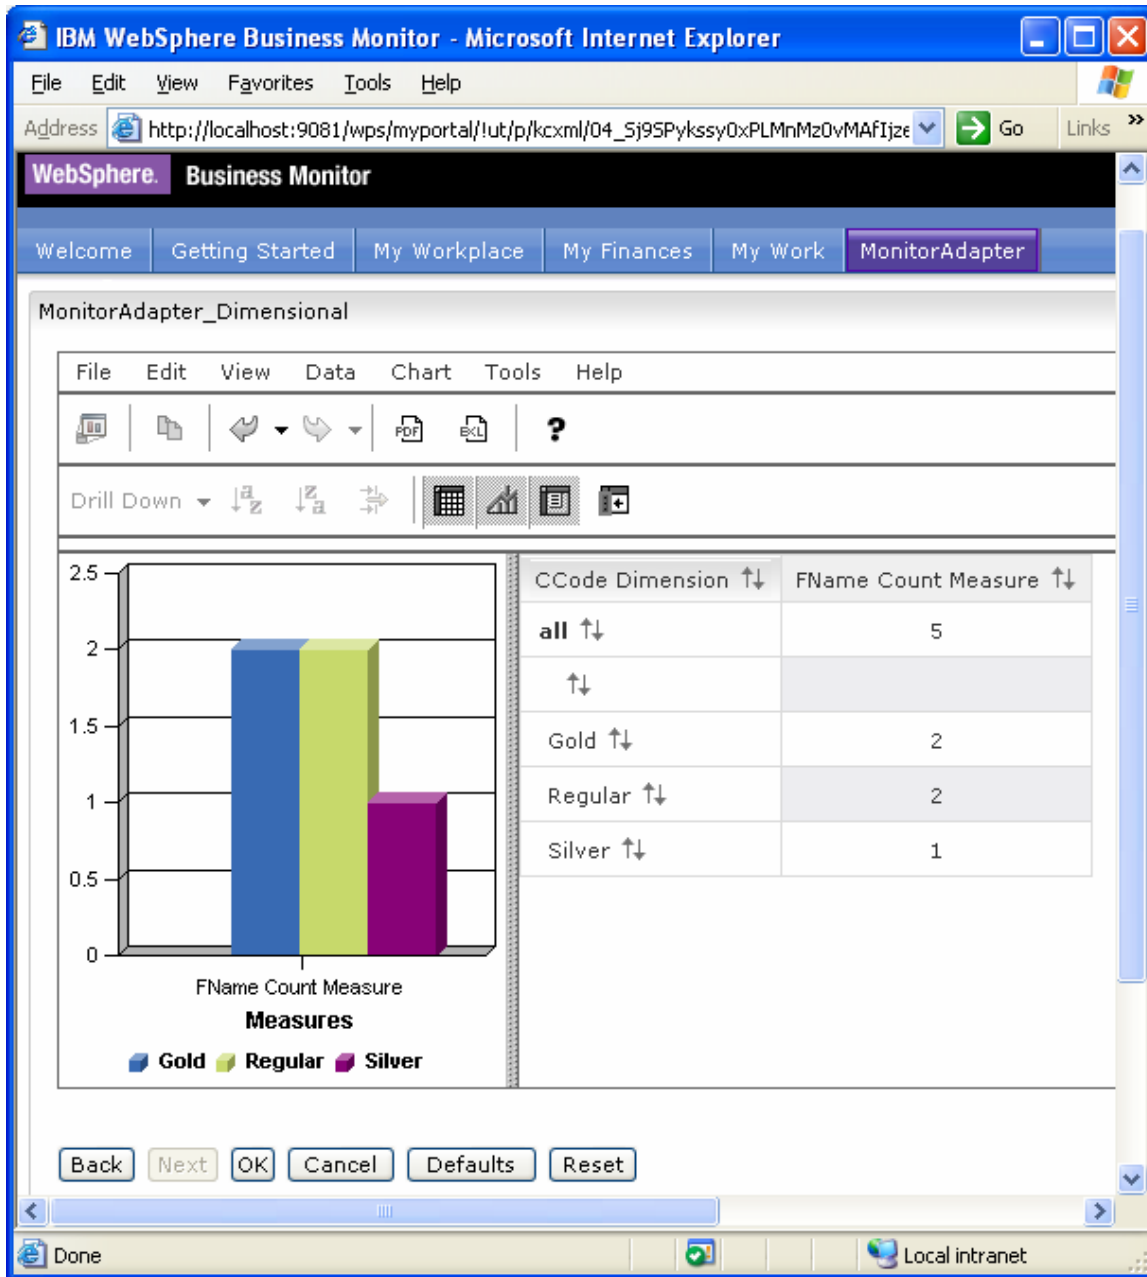 IBM WebSphere Business Monitor - Microsoft Internet Explorer
File Edit View Favorites Tools Help
Address http://localhost:9081/wps/myportal/!ut/p/kcxml/04_Sj9SPykssy0xPLMnMz0vMAfIjze Go Links »
WebSphere. Business Monitor
Welcome Getting Started My Workplace My Finances My Work MonitorAdapter
MonitorAdapter_Dimensional
File Edit View Data Chart Tools Help
PDF EXL ?
Drill Down a z z a
CCode Dimension FName Count Measure
all 5
Gold 2
Regular 2
Silver 1
2.5
2
1.5
1
0.5
0
FName Count Measure
Measures
Gold Regular Silver
Back Next OK Cancel Defaults Reset
Done Local intranet